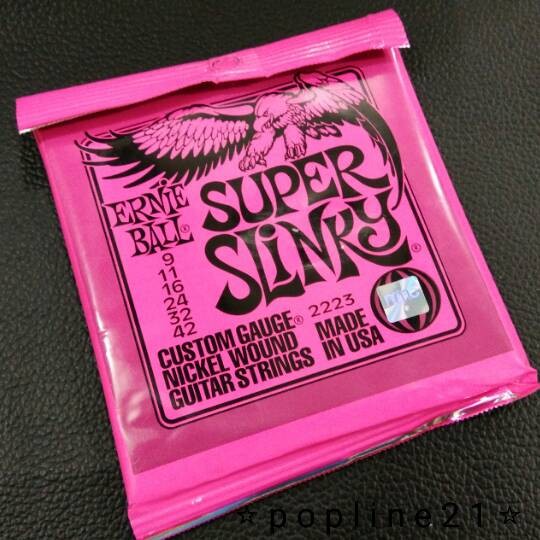 ERNIE
BALL®
SUPER
SLINKY®
9
11
16
24
32
42
2223
CUSTOM GAUGE®
NICKEL WOUND
GUITAR STRINGS
MADE
IN USA
☆popline21☆